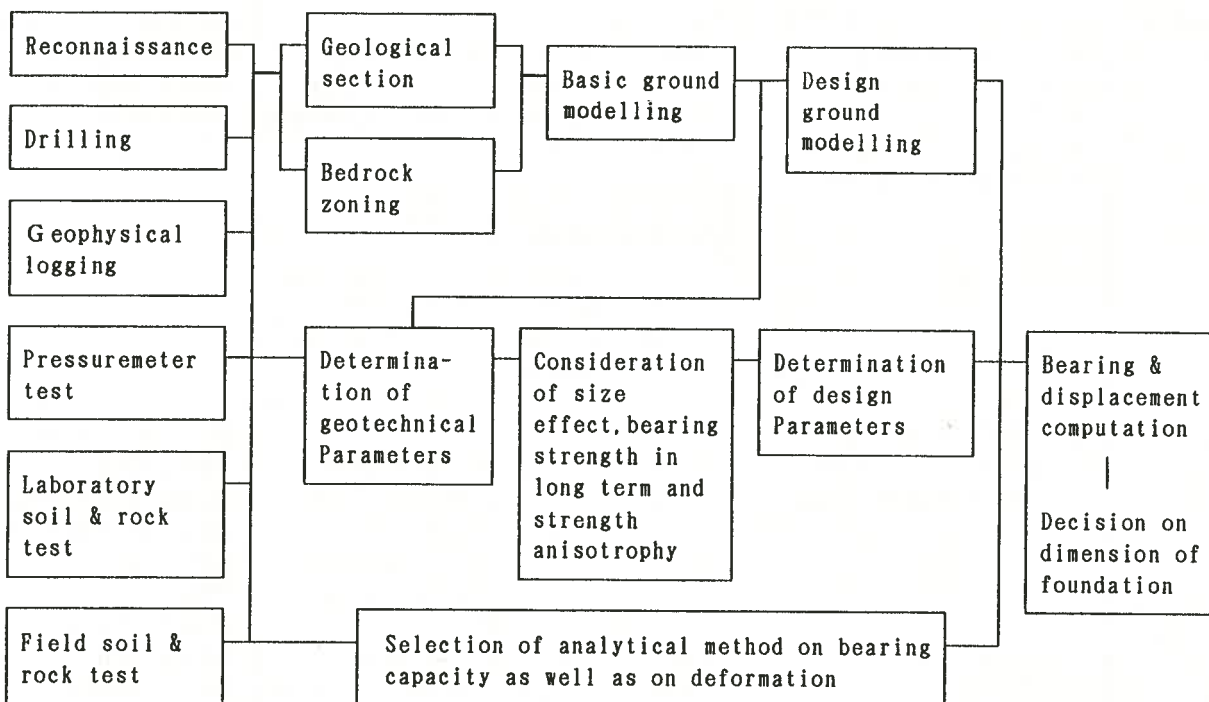 Reconnaissance
Drilling
Geophysical
logging
Pressuremeter
test
Laboratory
soil & rock
test
Field soil &
rock test
Geological
section
Bedrock
zoning
Basic ground
modelling
Design
ground
modelling
Determina-
tion of
geotechnical
Parameters
Consideration
of size
effect, bearing
strength in
long term and
strength
anisotrophy
Determination
of design
Parameters
Selection of analytical method on bearing
capacity as well as on deformation
Bearing &
displacement
computation
Decision on
dimension of
foundation